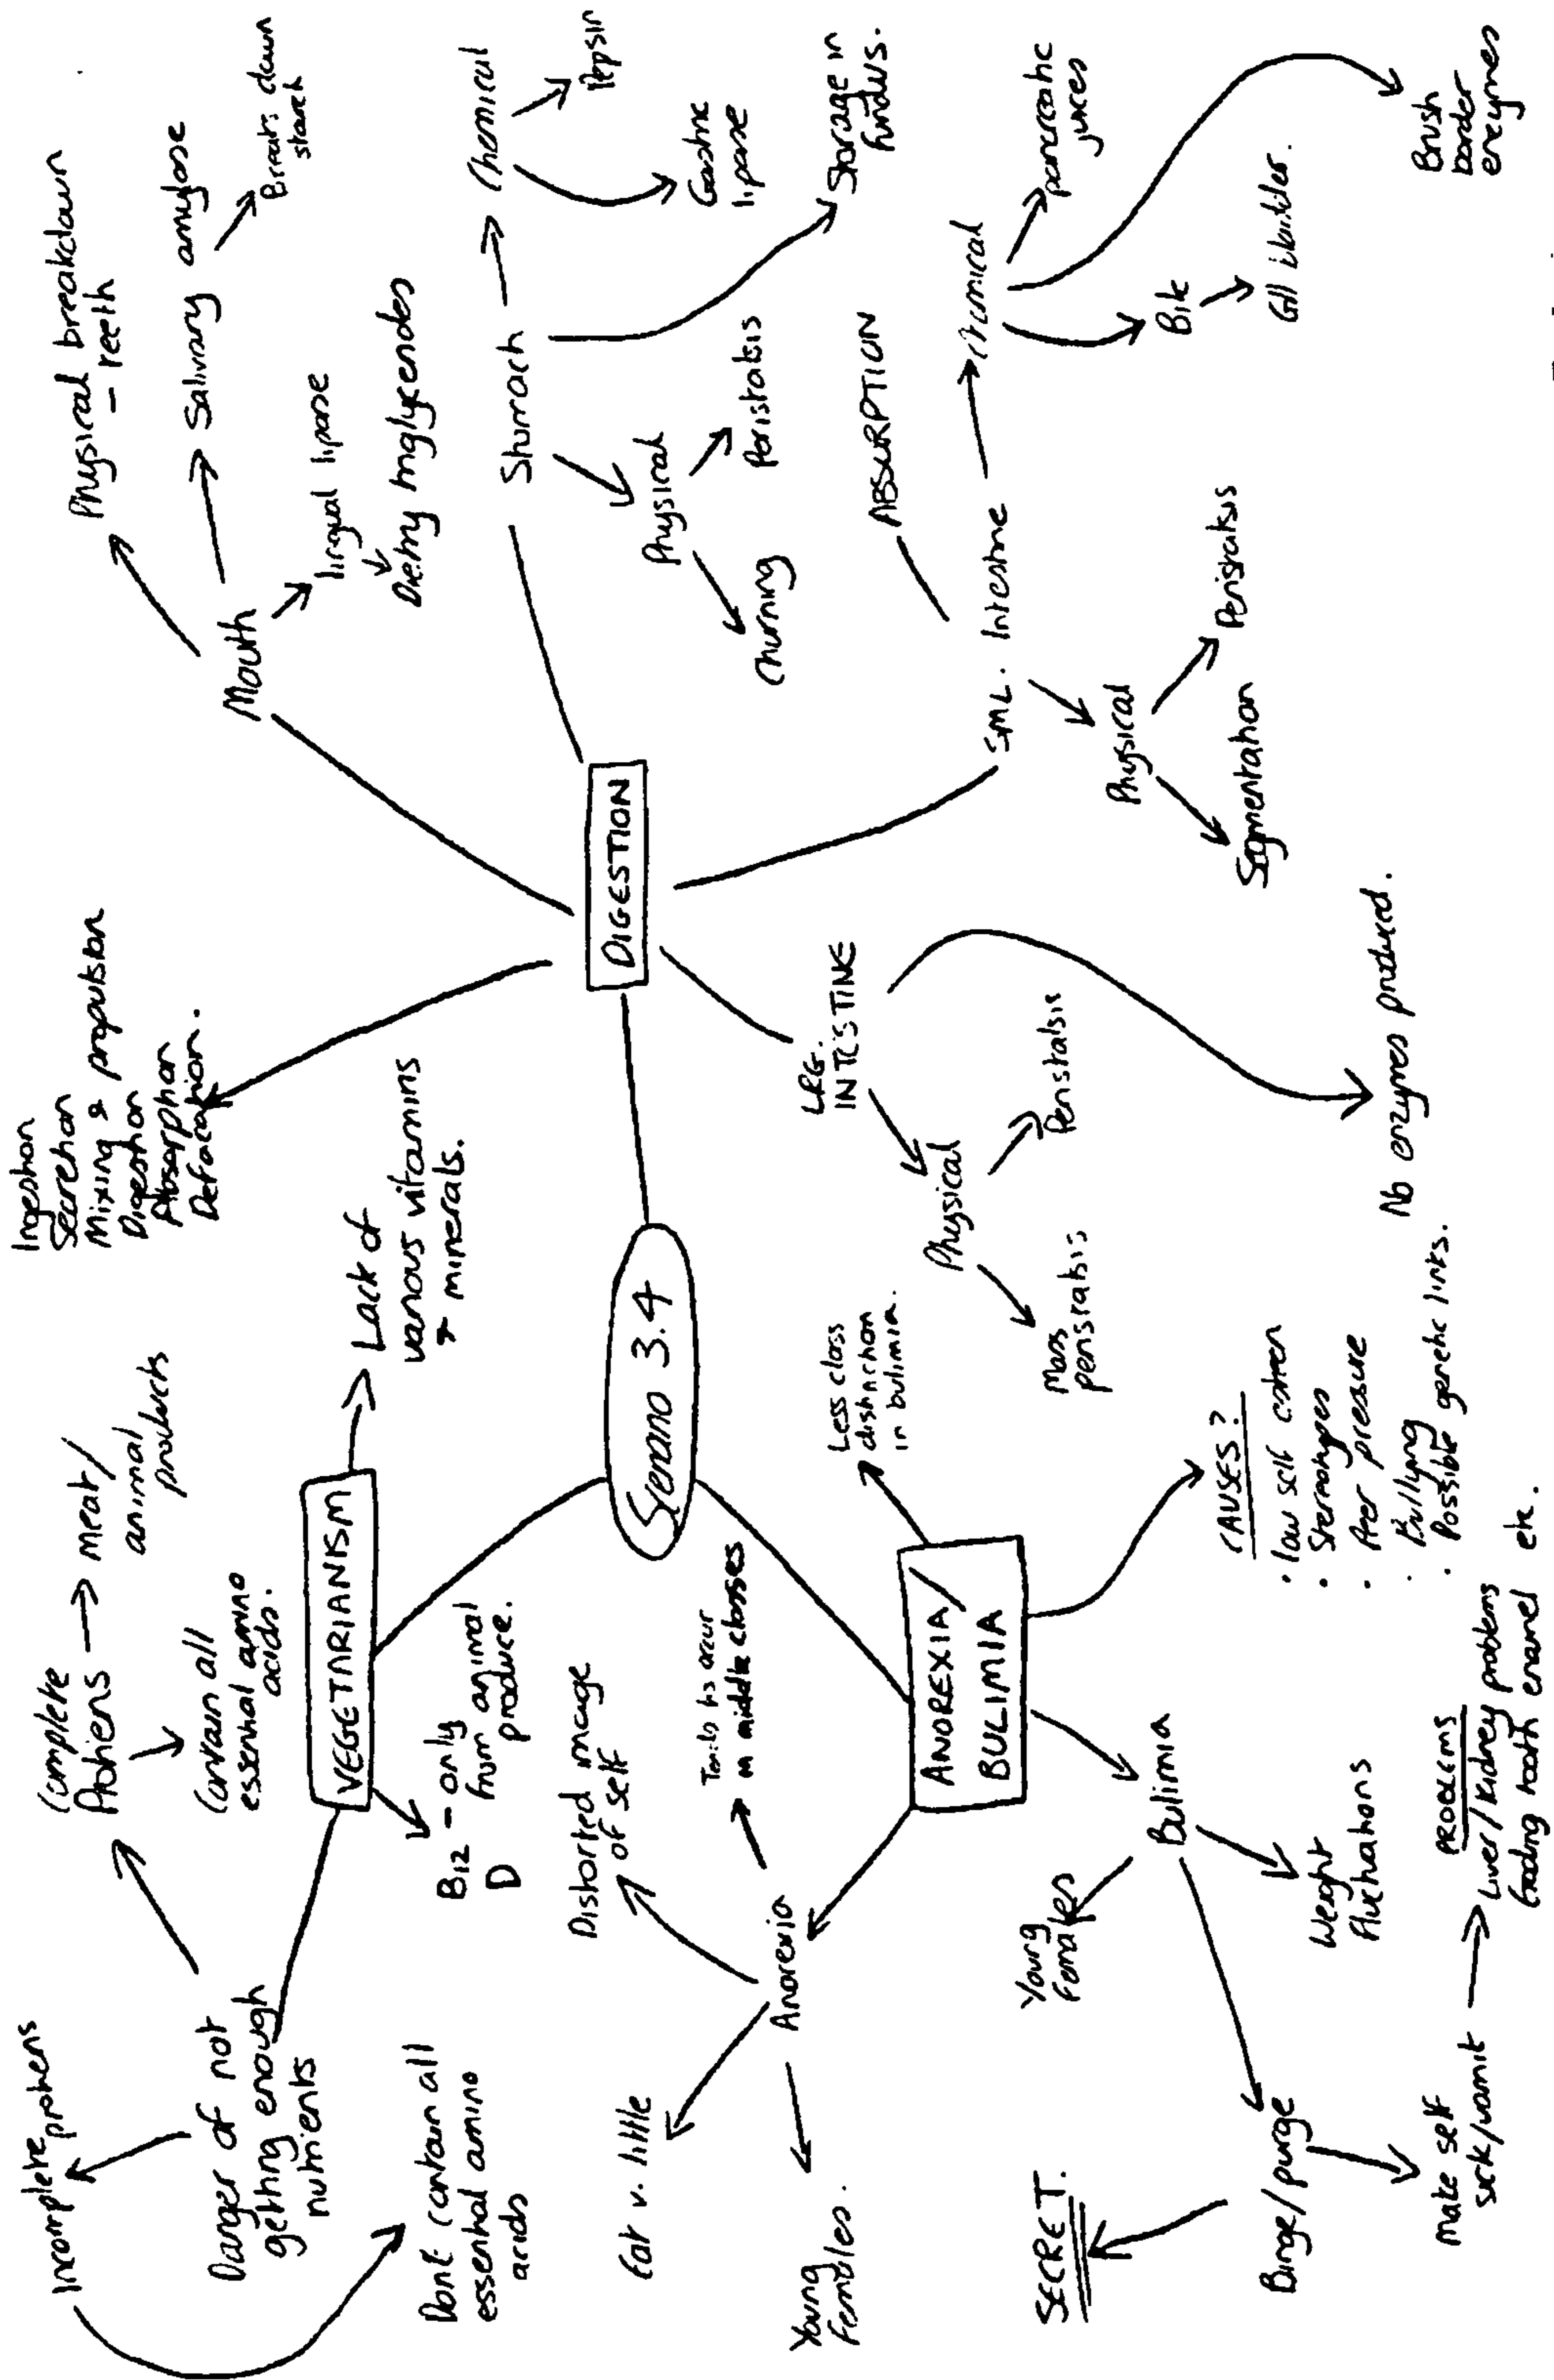 Incomplete proteins
Danger of not
getting enough
nutrients
Dont contain all
essential amino
acids
Complete
Protiens
meat/
animal
products
Contain all
essential amino
acids.
VEGETARIANISM
B12 - only
from animal
produce.
D
Lack of
various vitamins
+ minerals.
Scenario 3.4
Ingestion
Secretion
Mixing & propulsion
Digestion
Absorption
Defacation.
DIGESTION
Mouth
Physical breakdown
- teeth
Salivary amylase
Breaks down
starch
lingual lipase
Dietry triglycerides
Stomach
Chemical
Pepsin
Gastric
lipase
Storage in
fundus.
Physical
Churning
Peristalsis
SML. Intestine
ABSORPTION
Chemical
pancreatic
juices
Bile
Gall bladder.
Brush
border
enzymes
Physical
Segmentation
Peristalsis
LRG.
INTESTINE
Physical
Mass
peristalsis
Peristalsis
No enzymes produced.
ANOREXIA/
BULIMIA
Less class
distinction
in bulimia.
CAUSES?
• low self esteem
• Stereotypes
• Peer pressure
• Bullying
• Possible genetic links.
Anorexia
Distorted image
of self
Tends to occur
in middle classes
Eat v. little
Young
females.
Bulimia
Young
females
Weight
fluctuations
Binge/purge
SECRET.
make self
sick/vomit
PROBLEMS
Liver/Kidney problems
Eroding tooth enamel etc.